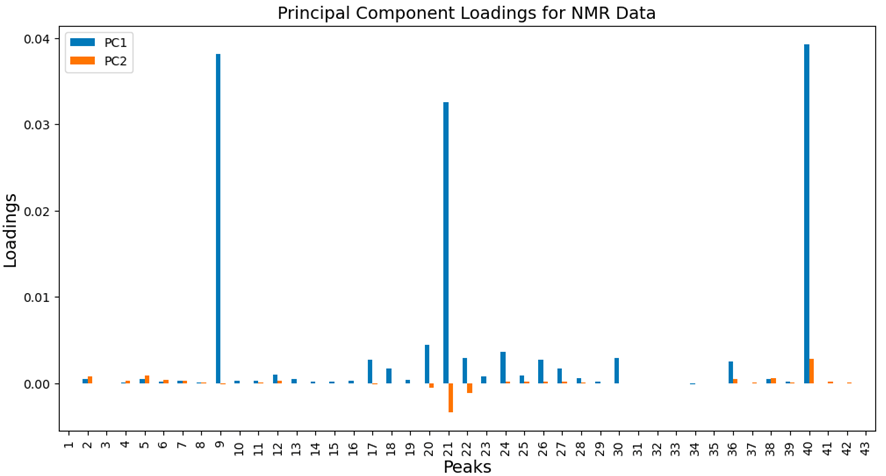 Principal Component Loadings for NMR Data
PC1
PC2
0.04
0.03
0.02
0.01
0.00
Loadings
1 2 3 4 5 6 7 8 9 10 11 12 13 14 15 16 17 18 19 20 21 22 23 24 25 26 27 28 29 30 31 32 33 34 35 36 37 38 39 40 41 42 43
Peaks